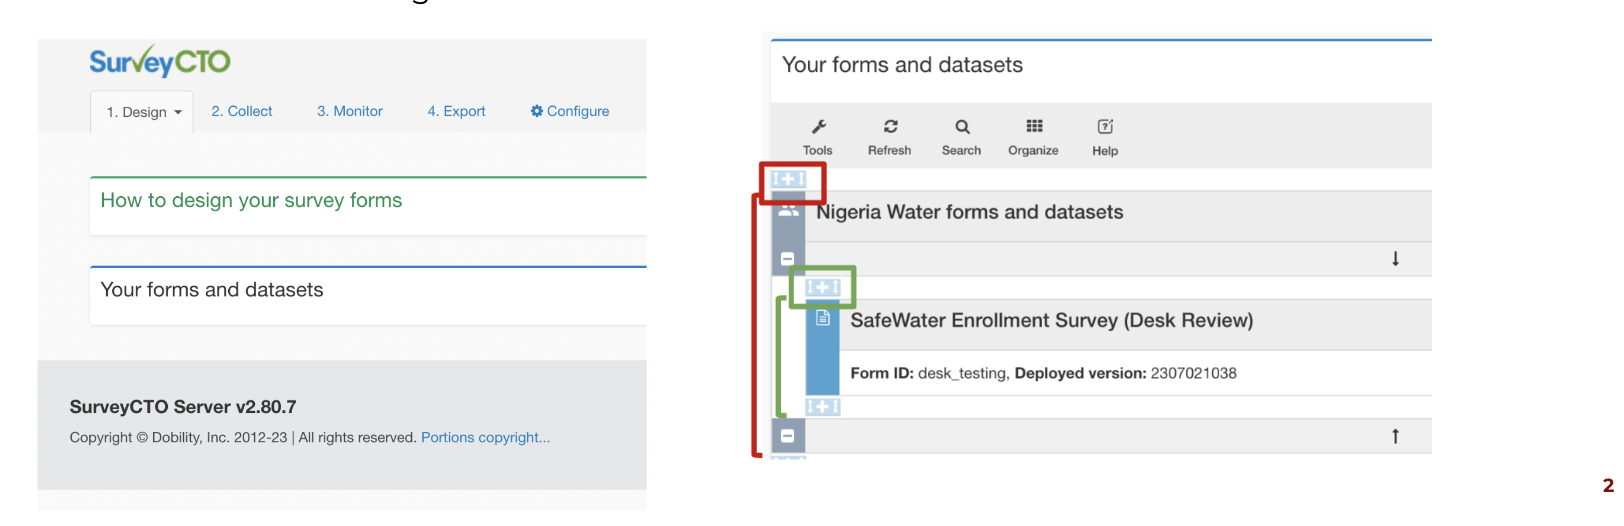 SurveyCTO
1. Design
2. Collect
3. Monitor
4. Export
Configure
How to design your survey forms
Your forms and datasets
SurveyCTO Server v2.80.7
Copyright © Dobility, Inc. 2012-23 | All rights reserved. Portions copyright...
Your forms and datasets
Tools
Refresh
Search
Organize
Help
Nigeria Water forms and datasets
SafeWater Enrollment Survey (Desk Review)
Form ID: desk_testing, Deployed version: 2307021038
2